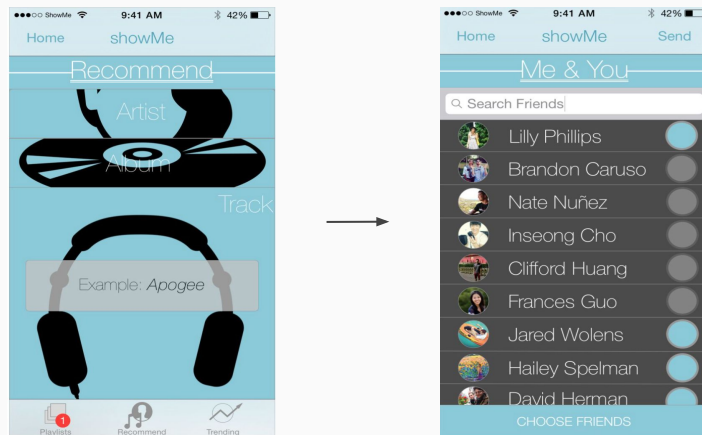 ShowMe 9:41 AM 42%
Home showMe
Recommend
Artist
Album
Track
Example: Apogee
1
Playlists Recommend Trending
ShowMe 9:41 AM 42%
Home showMe Send
Me & You
Search Friends
Lilly Phillips
Brandon Caruso
Nate Nuñez
Inseong Cho
Clifford Huang
Frances Guo
Jared Wolens
Hailey Spelman
David Herman
CHOOSE FRIENDS